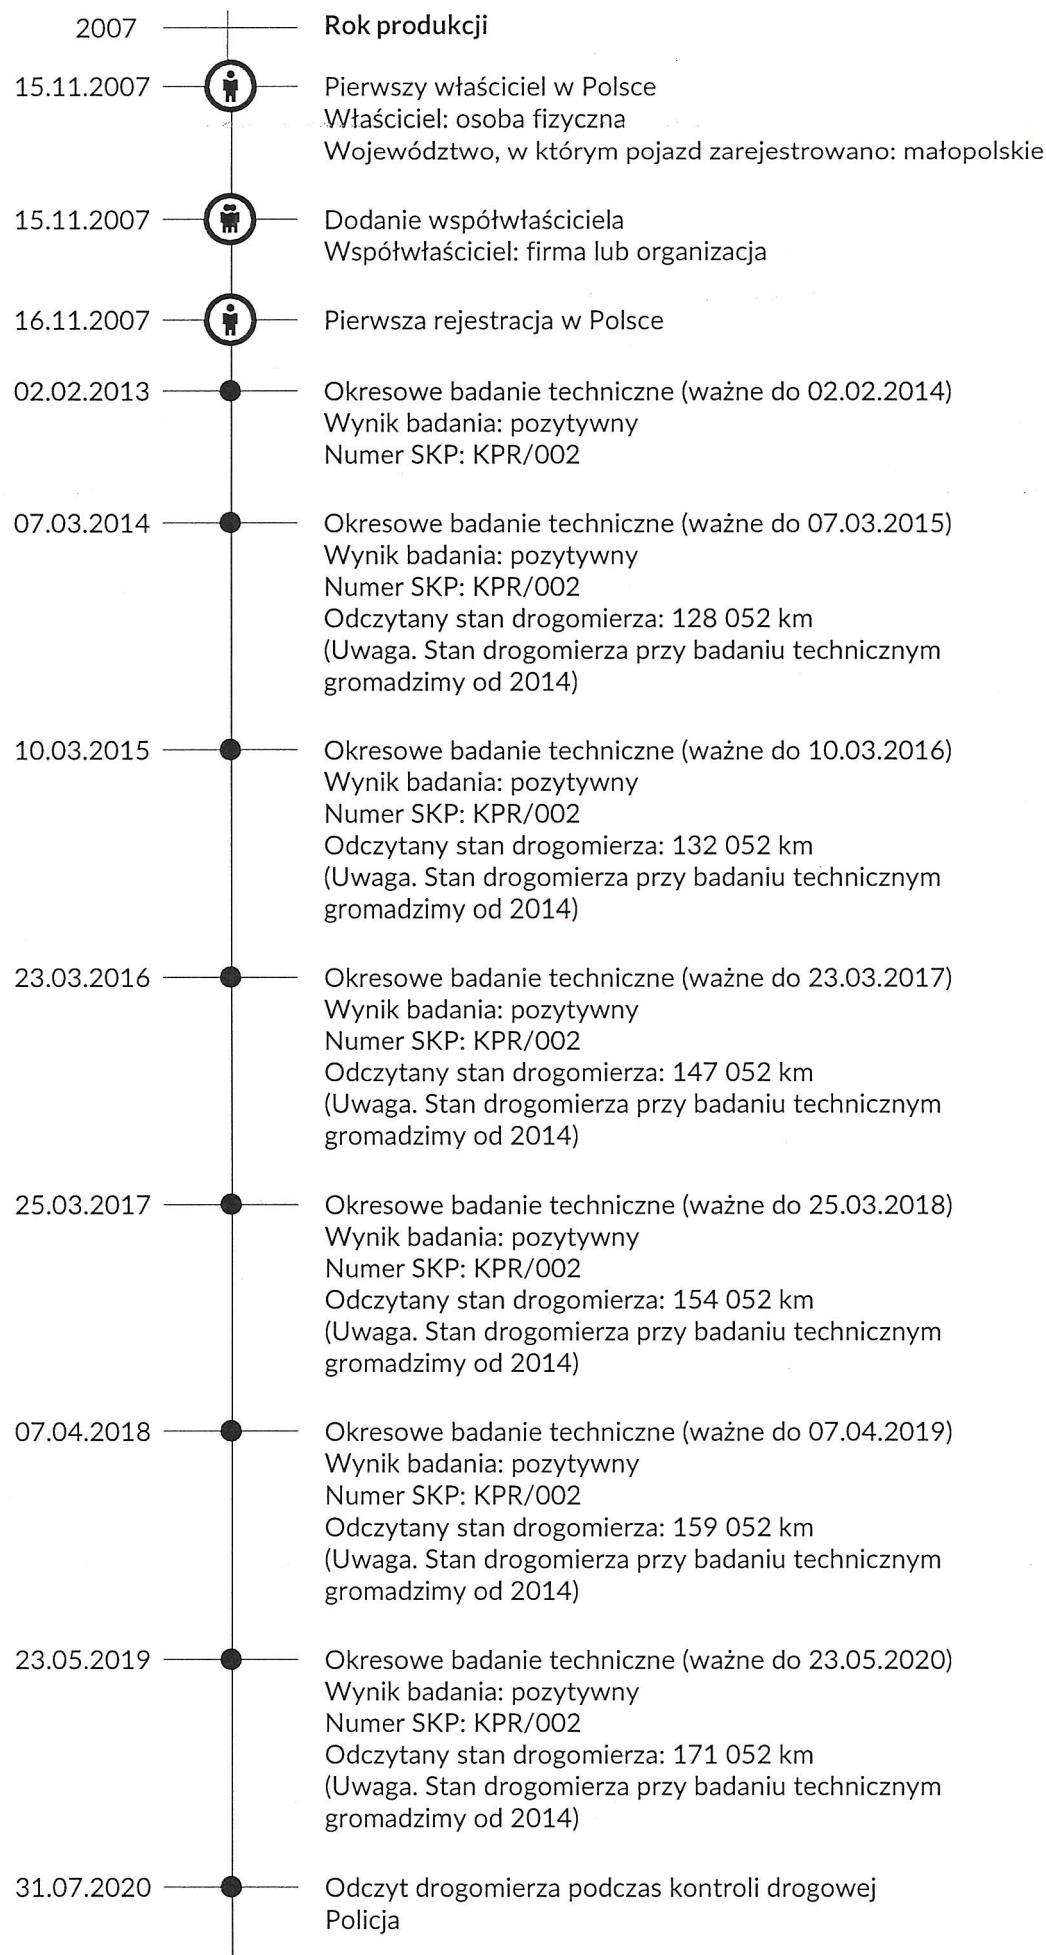 2007 Rok produkcji
15.11.2007 Pierwszy właściciel w Polsce
Właściciel: osoba fizyczna
Województwo, w którym pojazd zarejestrowano: małopolskie
15.11.2007 Dodanie współwłaściciela
Współwłaściciel: firma lub organizacja
16.11.2007 Pierwsza rejestracja w Polsce
02.02.2013 Okresowe badanie techniczne (ważne do 02.02.2014)
Wynik badania: pozytywny
Numer SKP: KPR/002
07.03.2014 Okresowe badanie techniczne (ważne do 07.03.2015)
Wynik badania: pozytywny
Numer SKP: KPR/002
Odczytany stan drogomierza: 128 052 km
(Uwaga. Stan drogomierza przy badaniu technicznym
gromadzimy od 2014)
10.03.2015 Okresowe badanie techniczne (ważne do 10.03.2016)
Wynik badania: pozytywny
Numer SKP: KPR/002
Odczytany stan drogomierza: 132 052 km
(Uwaga. Stan drogomierza przy badaniu technicznym
gromadzimy od 2014)
23.03.2016 Okresowe badanie techniczne (ważne do 23.03.2017)
Wynik badania: pozytywny
Numer SKP: KPR/002
Odczytany stan drogomierza: 147 052 km
(Uwaga. Stan drogomierza przy badaniu technicznym
gromadzimy od 2014)
25.03.2017 Okresowe badanie techniczne (ważne do 25.03.2018)
Wynik badania: pozytywny
Numer SKP: KPR/002
Odczytany stan drogomierza: 154 052 km
(Uwaga. Stan drogomierza przy badaniu technicznym
gromadzimy od 2014)
07.04.2018 Okresowe badanie techniczne (ważne do 07.04.2019)
Wynik badania: pozytywny
Numer SKP: KPR/002
Odczytany stan drogomierza: 159 052 km
(Uwaga. Stan drogomierza przy badaniu technicznym
gromadzimy od 2014)
23.05.2019 Okresowe badanie techniczne (ważne do 23.05.2020)
Wynik badania: pozytywny
Numer SKP: KPR/002
Odczytany stan drogomierza: 171 052 km
(Uwaga. Stan drogomierza przy badaniu technicznym
gromadzimy od 2014)
31.07.2020 Odczyt drogomierza podczas kontroli drogowej
Policja